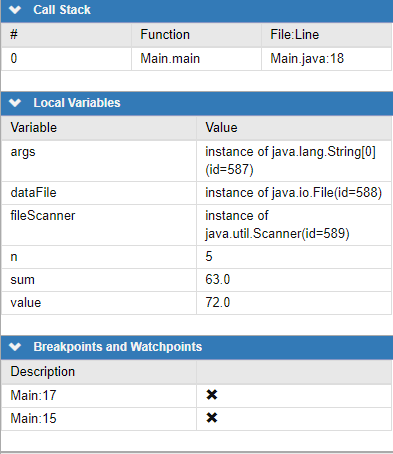 Call Stack
# Function File:Line
0 Main.main Main.java:18
Local Variables
Variable Value
args instance of java.lang.String[0]
(id=587)
dataFile instance of java.io.File(id=588)
fileScanner instance of
java.util.Scanner(id=589)
n 5
sum 63.0
value 72.0
Breakpoints and Watchpoints
Description
Main:17 ✖
Main:15 ✖